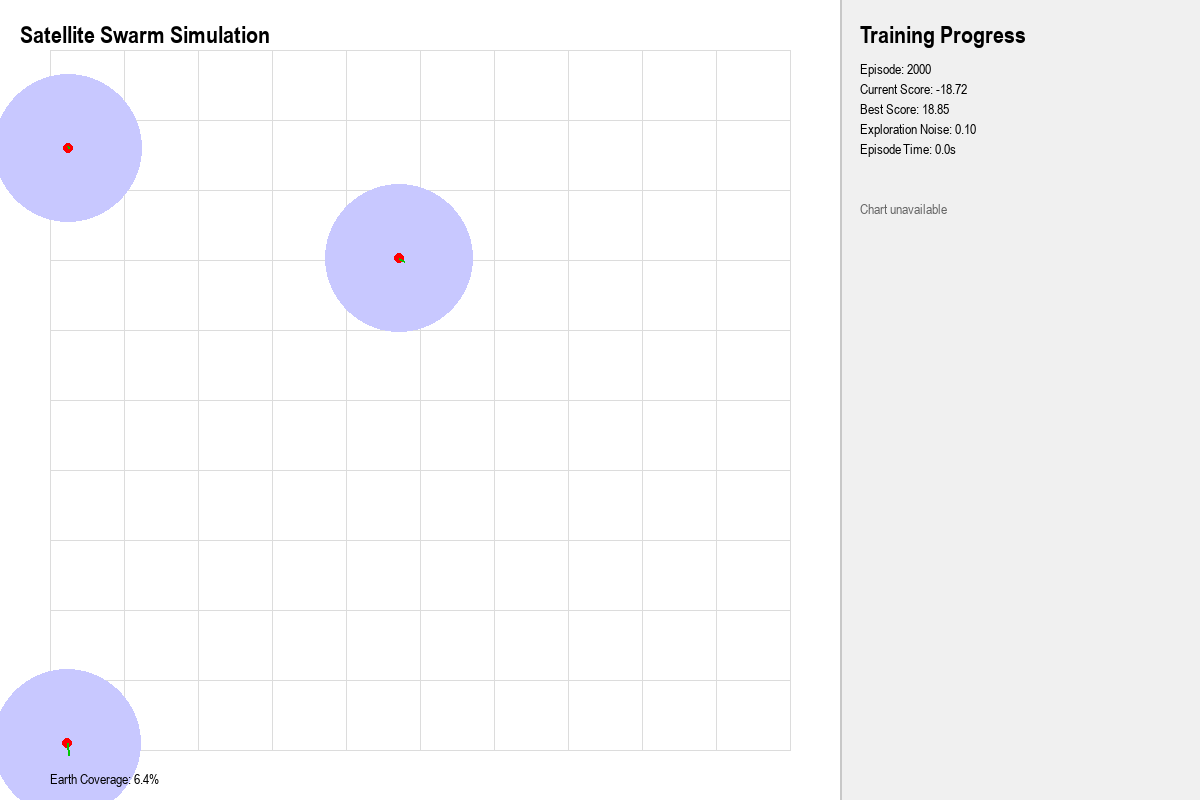 Satellite Swarm Simulation
Earth Coverage: 6.4%
Training Progress
Episode: 2000
Current Score: -18.72
Best Score: 18.85
Exploration Noise: 0.10
Episode Time: 0.0s
Chart unavailable